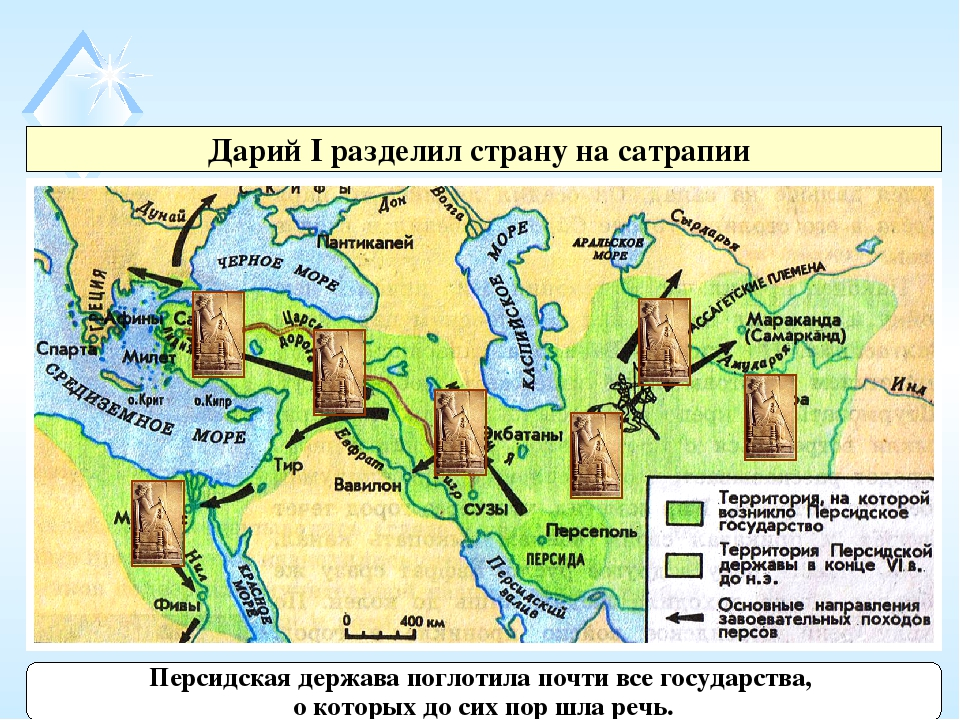 Дарий I разделил страну на сатрапии
С К И Ф Ы
Дунай
Дон
Волга
Пантикапей
ЧЕРНОЕ МОРЕ
КАСПИЙСКОЕ МОРЕ
АРАЛЬСКОЕ
МОРЕ
Сырдарья
АССАГЕТСКИЕ ПЛЕМЕНА
Мараканда
(Самарканд)
Амударья
Инд
ГРЕЦИЯ
Афины
Спарта
Милет
о.Крит
о.Кипр
СРЕДИЗЕМНОЕ МОРЕ
Царс
дорога
Тир
Евфрат
Вавилон
Экбатаны
СУЗЫ
Персеполь
ПЕРСИДА
Персидский
залив
КРАСНОЕ
МОРЕ
Нил
Фивы
0 400 км
Территория, на которой
возникло Персидское
государство
Территория Персидской
державы в конце VI в.
до н.э.
Основные направления
завоевательных походов
персов
Персидская держава поглотила почти все государства,
о которых до сих пор шла речь.